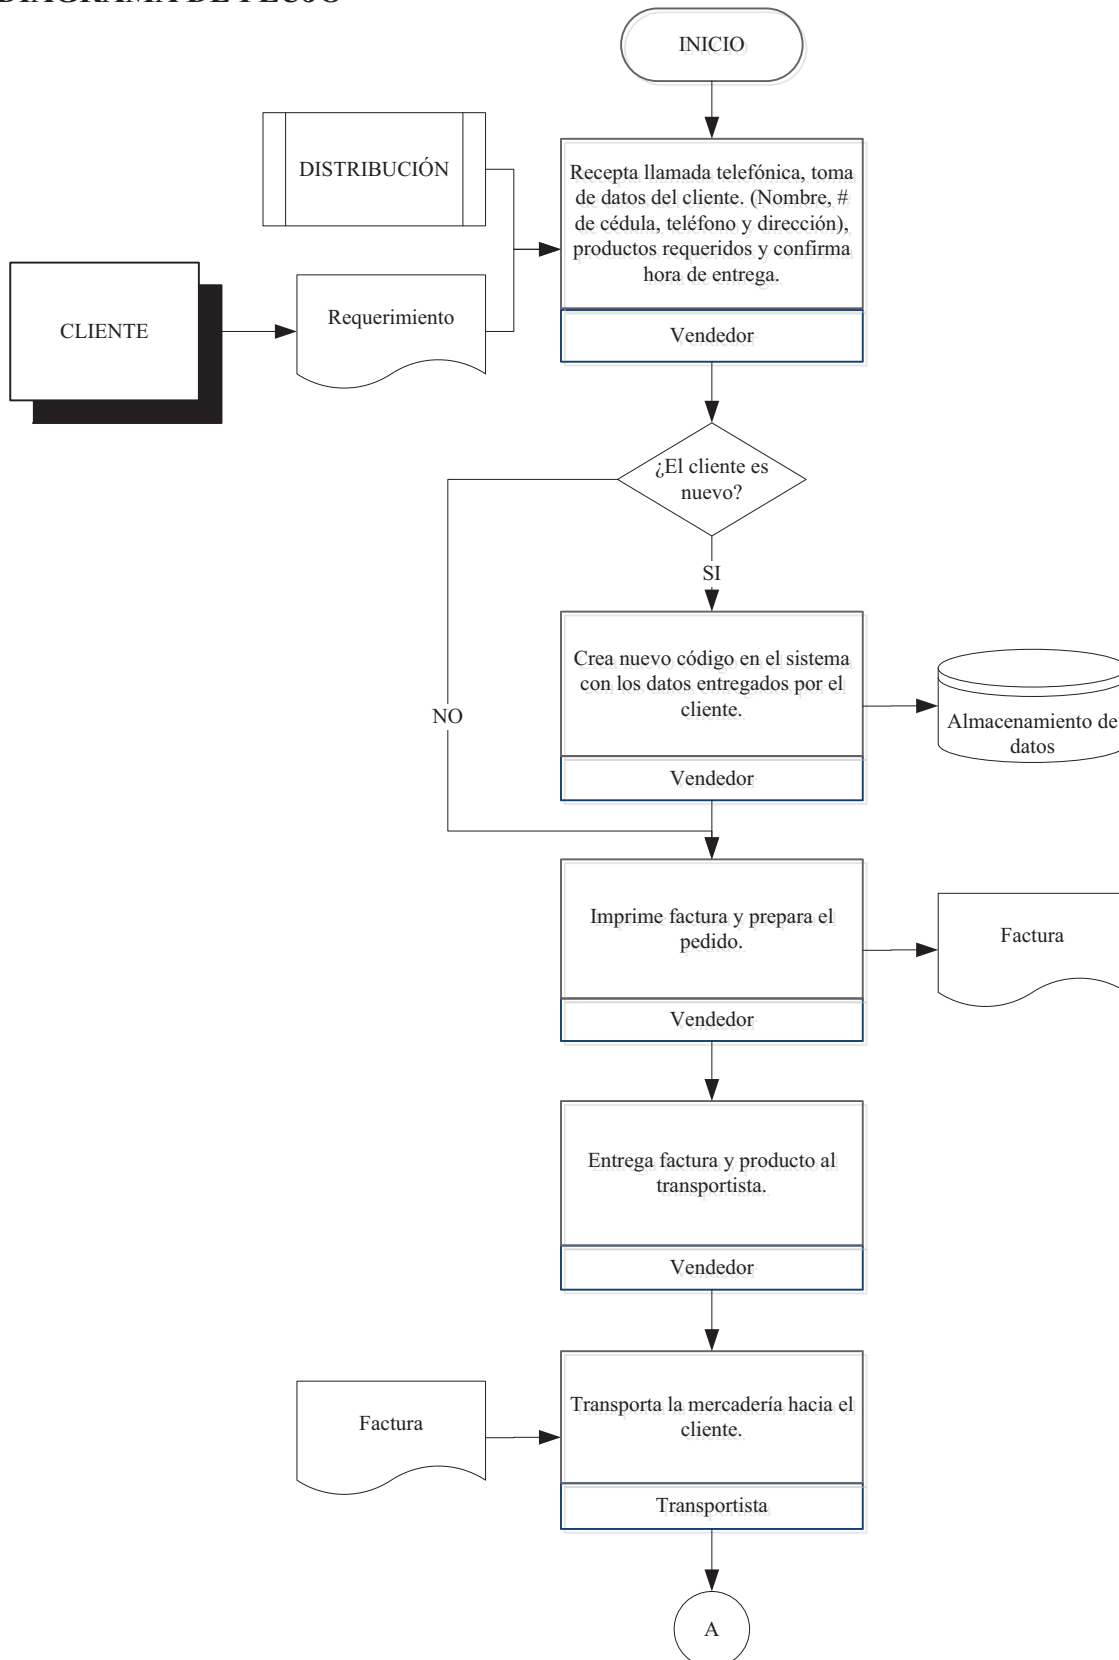 DIAGRAMA DE FLUJO
INICIO
DISTRIBUCIÓN
Recepta llamada telefónica, toma
de datos del cliente. (Nombre, #
de cédula, teléfono y dirección),
productos requeridos y confirma
hora de entrega.
Vendedor
CLIENTE
Requerimiento
¿El cliente es
nuevo?
SI
NO
Crea nuevo código en el sistema
con los datos entregados por el
cliente.
Vendedor
Almacenamiento de
datos
Imprime factura y prepara el
pedido.
Vendedor
Factura
Entrega factura y producto al
transportista.
Vendedor
Factura
Transporta la mercadería hacia el
cliente.
Transportista
A